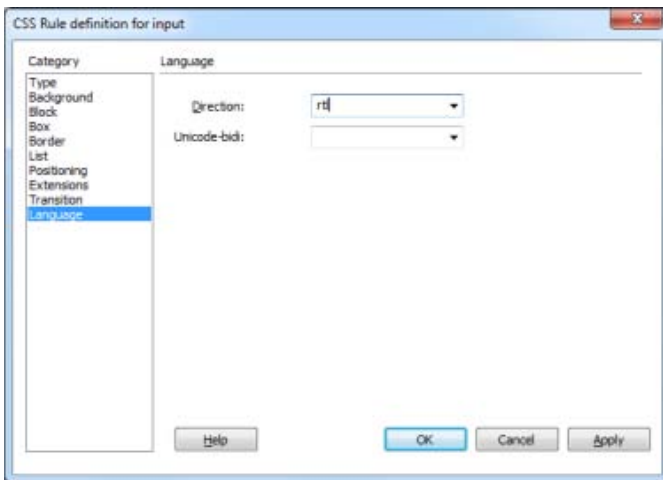 CSS Rule definition for input
Category
Language
Type
Background
Block
Box
Border
List
Positioning
Extensions
Transition
Language
Direction:
rtl
Unicode-bidi:
Help
OK
Cancel
Apply